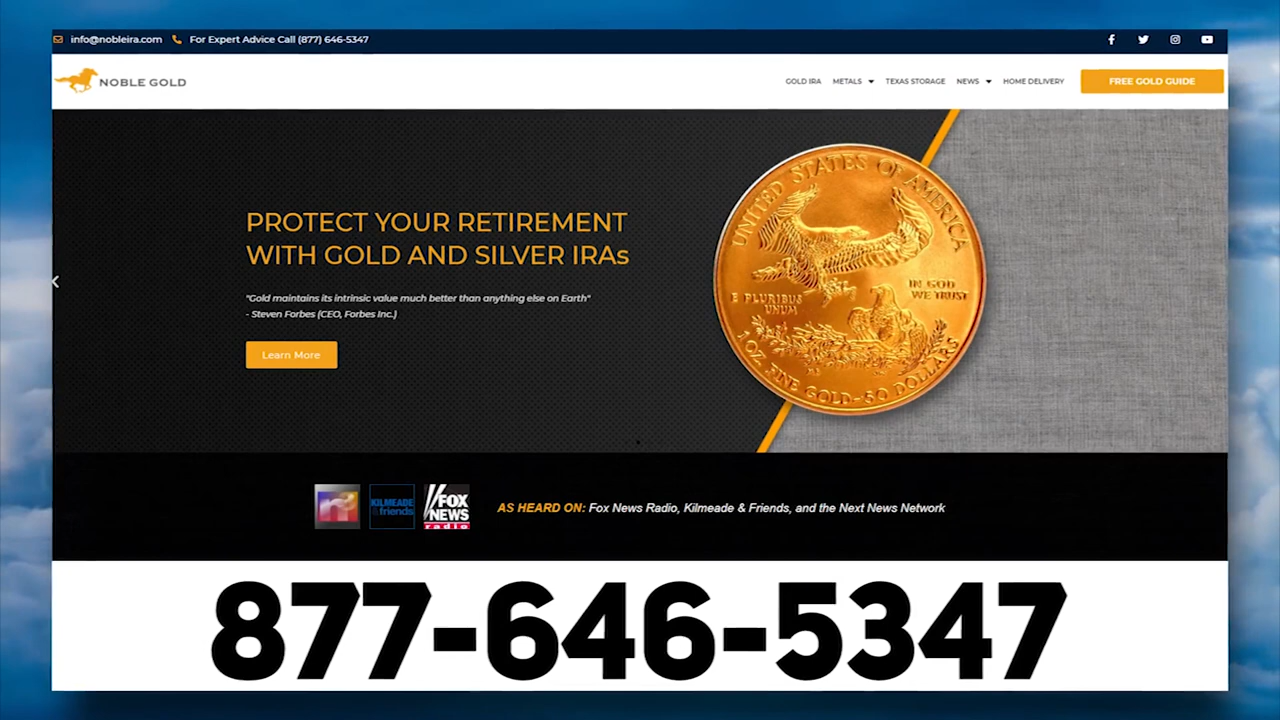 info@nobleira.com For Expert Advice Call (877) 646-5347
NOBLE GOLD
GOLD IRA METALS TEXAS STORAGE NEWS HOME DELIVERY FREE GOLD GUIDE
PROTECT YOUR RETIREMENT
WITH GOLD AND SILVER IRAs
"Gold maintains its intrinsic value much better than anything else on Earth"
- Steven Forbes (CEO, Forbes Inc.)
Learn More
UNITED STATES OF AMERICA
IN GOD
WE TRUST
E PLURIBUS
UNUM
1 OZ. FINE GOLD-50 DOLLARS
KILMEADE
friends
FOX
NEWS
radio
AS HEARD ON: Fox News Radio, Kilmeade & Friends, and the Next News Network
877-646-5347